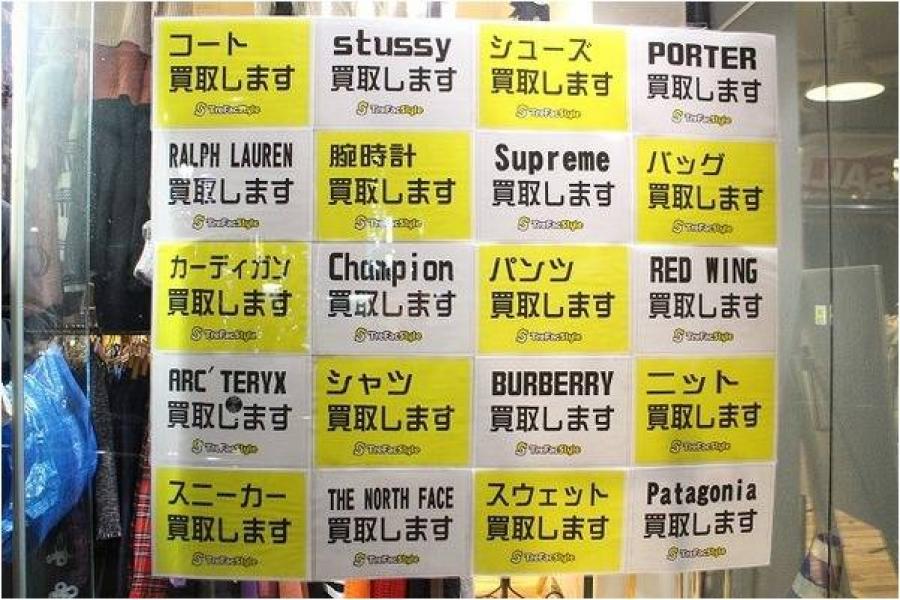 コート
買取します
TreFacStyle
stussy
買取します
TreFacStyle
シューズ
買取します
TreFacStyle
PORTER
買取します
TreFacStyle
RALPH LAUREN
買取します
TreFacStyle
腕時計
買取します
TreFacStyle
Supreme
買取します
TreFacStyle
バッグ
買取します
TreFacStyle
カーディガン
買取します
TreFacStyle
Champion
買取します
TreFacStyle
パンツ
買取します
TreFacStyle
RED WING
買取します
TreFacStyle
ARC'TERYX
買取します
TreFacStyle
シャツ
買取します
TreFacStyle
BURBERRY
買取します
TreFacStyle
ニット
買取します
TreFacStyle
スニーカー
買取します
TreFacStyle
THE NORTH FACE
買取します
TreFacStyle
スウェット
買取します
TreFacStyle
Patagonia
買取します
TreFacStyle